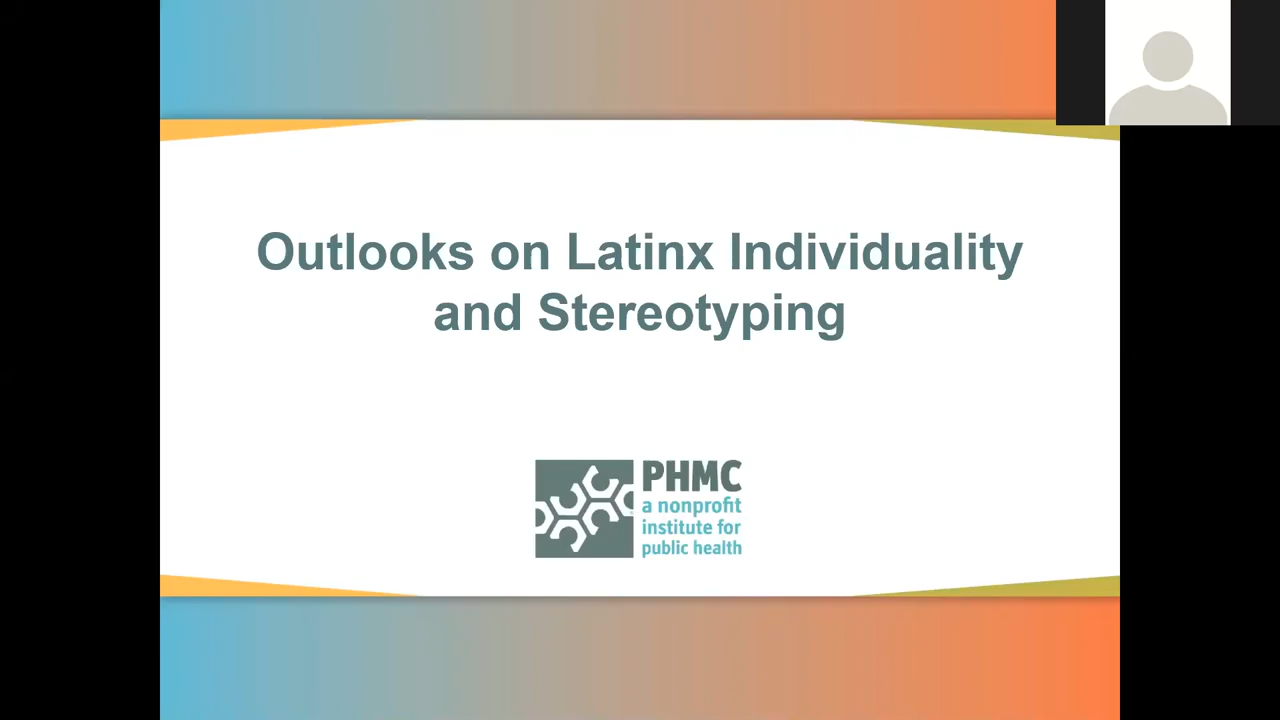 Outlooks on Latinx Individuality
and Stereotyping
PHMC
a nonprofit
institute for
public health